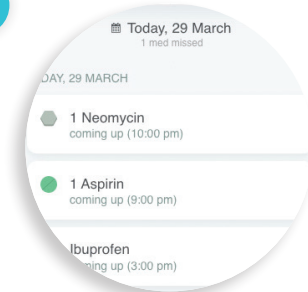 Today, 29 March
1 med missed
DAY, 29 MARCH
1 Neomycin
coming up (10:00 pm)
1 Aspirin
coming up (9:00 pm)
Ibuprofen
up (3:00 pm)